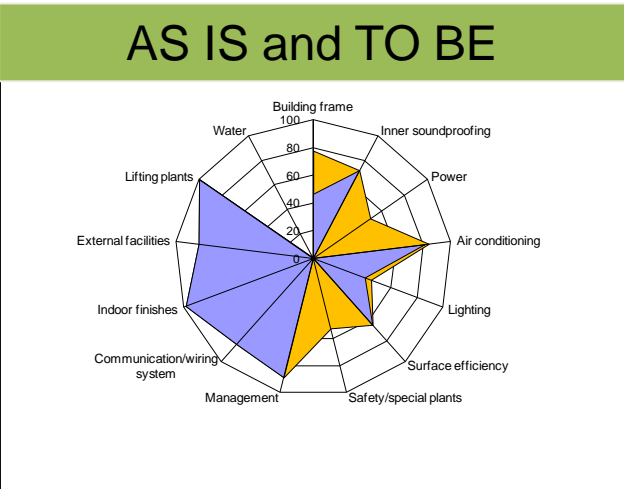 AS IS and TO BE
Building frame
100
Water
Inner soundproofing
80
Lifting plants
60
Power
40
External facilities
20
Air conditioning
0
Indoor finishes
Lighting
Communication/wiring
system
Surface efficiency
Management
Safety/special plants